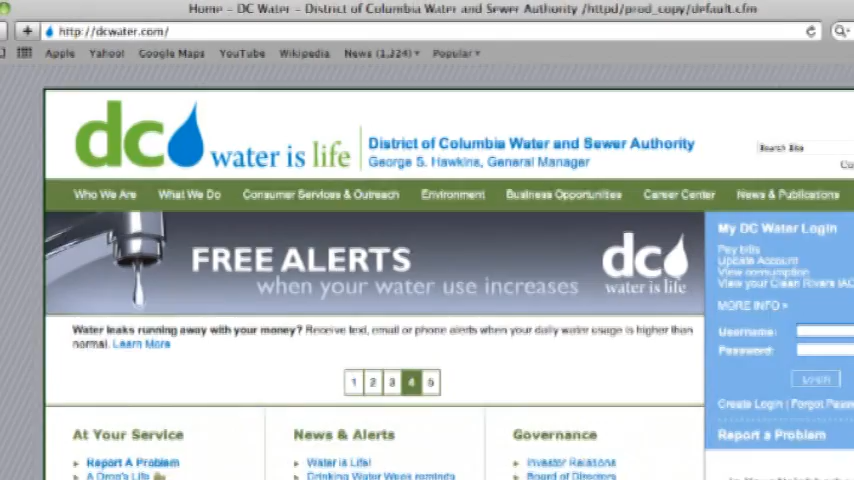 Home – DC Water – District of Columbia Water and Sewer Authority /httpd/prod_copy/default.cfm
http://dcwater.com/
Apple Yahoo! Google Maps YouTube Wikipedia News (1,324) Popular
dc water is life
District of Columbia Water and Sewer Authority
George S. Hawkins, General Manager
Search Site
Who We Are What We Do Consumer Services & Outreach Environment Business Opportunities Career Center News & Publications
FREE ALERTS
when your water use increases
dc
water is life
Water leaks running away with your money? Receive text, email or phone alerts when your daily water usage is higher than
normal. Learn More
1 2 3 4 5
My DC Water Login
Pay bills
Update Account
View consumption
View your Clean Rivers IAC
MORE INFO »
Username:
Password:
Login
Create Login | Forgot
Report a Problem
At Your Service
Report A Problem
A Drop's Life
News & Alerts
Water is Life!
Drinking Water Week reminds
Governance
Investor Relations
Board of Directors